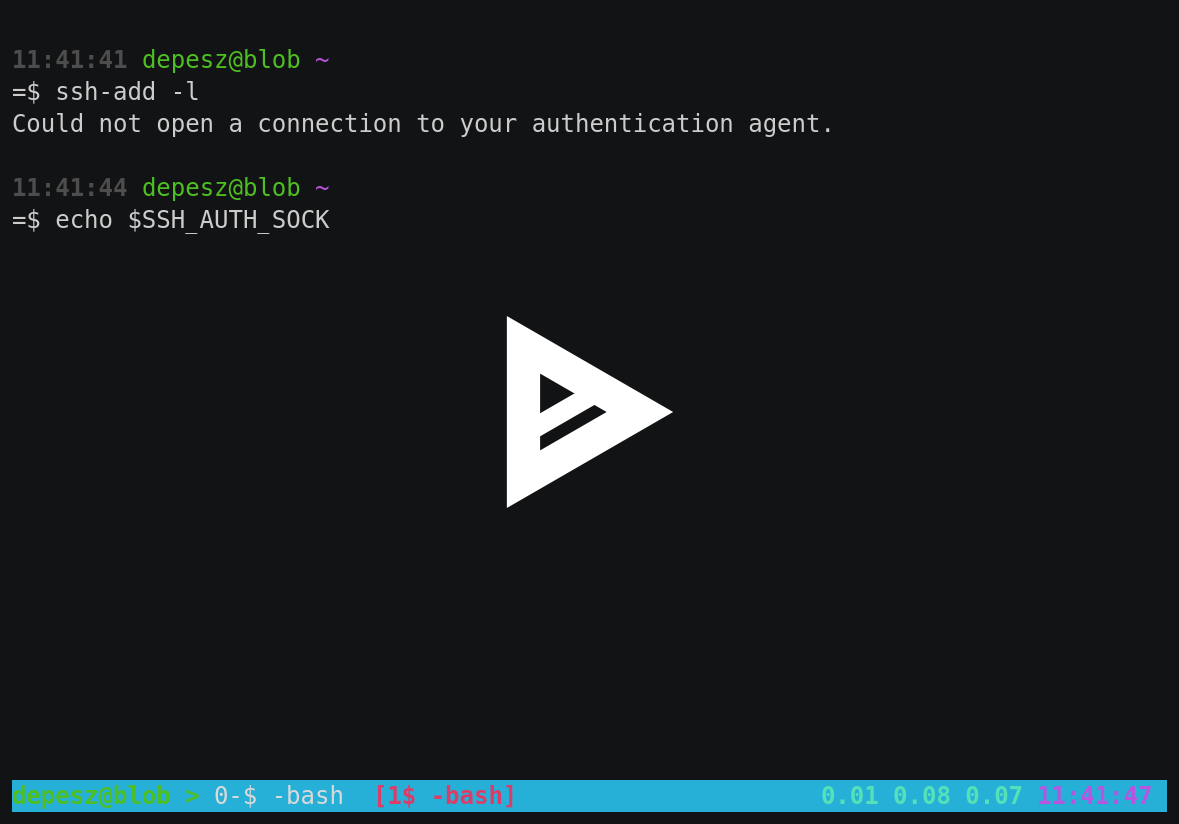 11:41:41 depesz@blob ~
=$ ssh-add -l
Could not open a connection to your authentication agent.
11:41:44 depesz@blob ~
=$ echo $SSH_AUTH_SOCK
depesz@blob > 0-$ -bash  [1$ -bash] 0.01 0.08 0.07 11:41:47